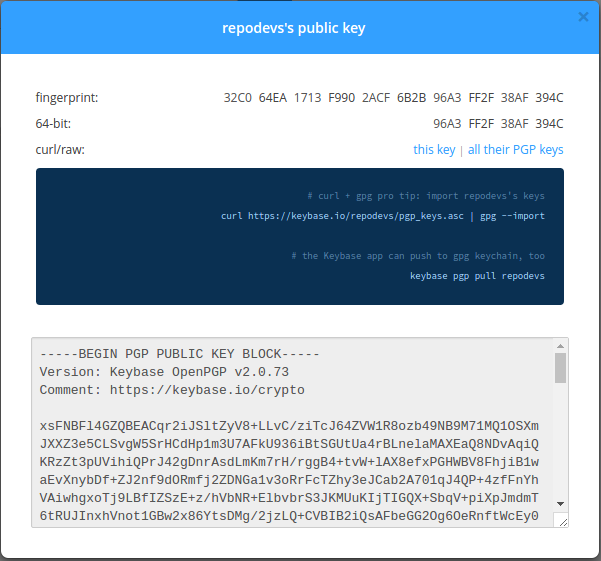 repodevs's public key
×
fingerprint: 32C0 64EA 1713 F990 2ACF 6B2B 96A3 FF2F 38AF 394C
64-bit: 96A3 FF2F 38AF 394C
curl/raw: this key | all their PGP keys
# curl + gpg pro tip: import repodevs's keys
curl https://keybase.io/repodevs/pgp_keys.asc | gpg --import
# the Keybase app can push to gpg keychain, too
keybase pgp pull repodevs
-----BEGIN PGP PUBLIC KEY BLOCK-----
Version: Keybase OpenPGP v2.0.73
Comment: https://keybase.io/crypto
xsFNBFl4GZQBEACqr2iJSltZyV8+LLvC/ziTcJ64ZVW1R8ozb49NB9M71MQ1OSXm
JXXZ3e5CLSvgW5SrHCdHp1m3U7AFkU936iBtSGUtUa4rBLnelaMAXEaQ8NDvAqiQ
KRzZt3pUVihiQPrJ42gDnrAsdLmKm7rH/rggB4+tvW+lAX8efxPGHWBV8FhjiB1w
aEvXnybDf+ZJ2nf9dORmfj2ZDNGa1v3oRrFcTZhy3eJCab2A701qJ4QP+4zfFnYh
VAiwhgxoTj9LBfIZSzE+z/hVbNR+ElbvbrS3JKMUuKIjTIGQX+SbqV+piXpJmdmT
6tRUJInxhVnot1GBw2x86YtsDMg/2jzLQ+CVBIB2iQsAFbeGG2Og6OeRnftWcEy0